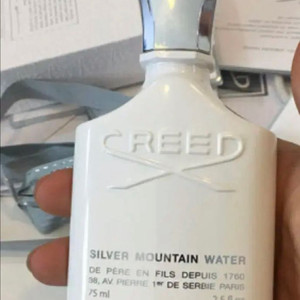 CREED
SILVER MOUNTAIN WATER
DE PÈRE EN FILS DEPUIS 1760
38, AV. PIERRE 1ER DE SERBIE PARIS
75 ml